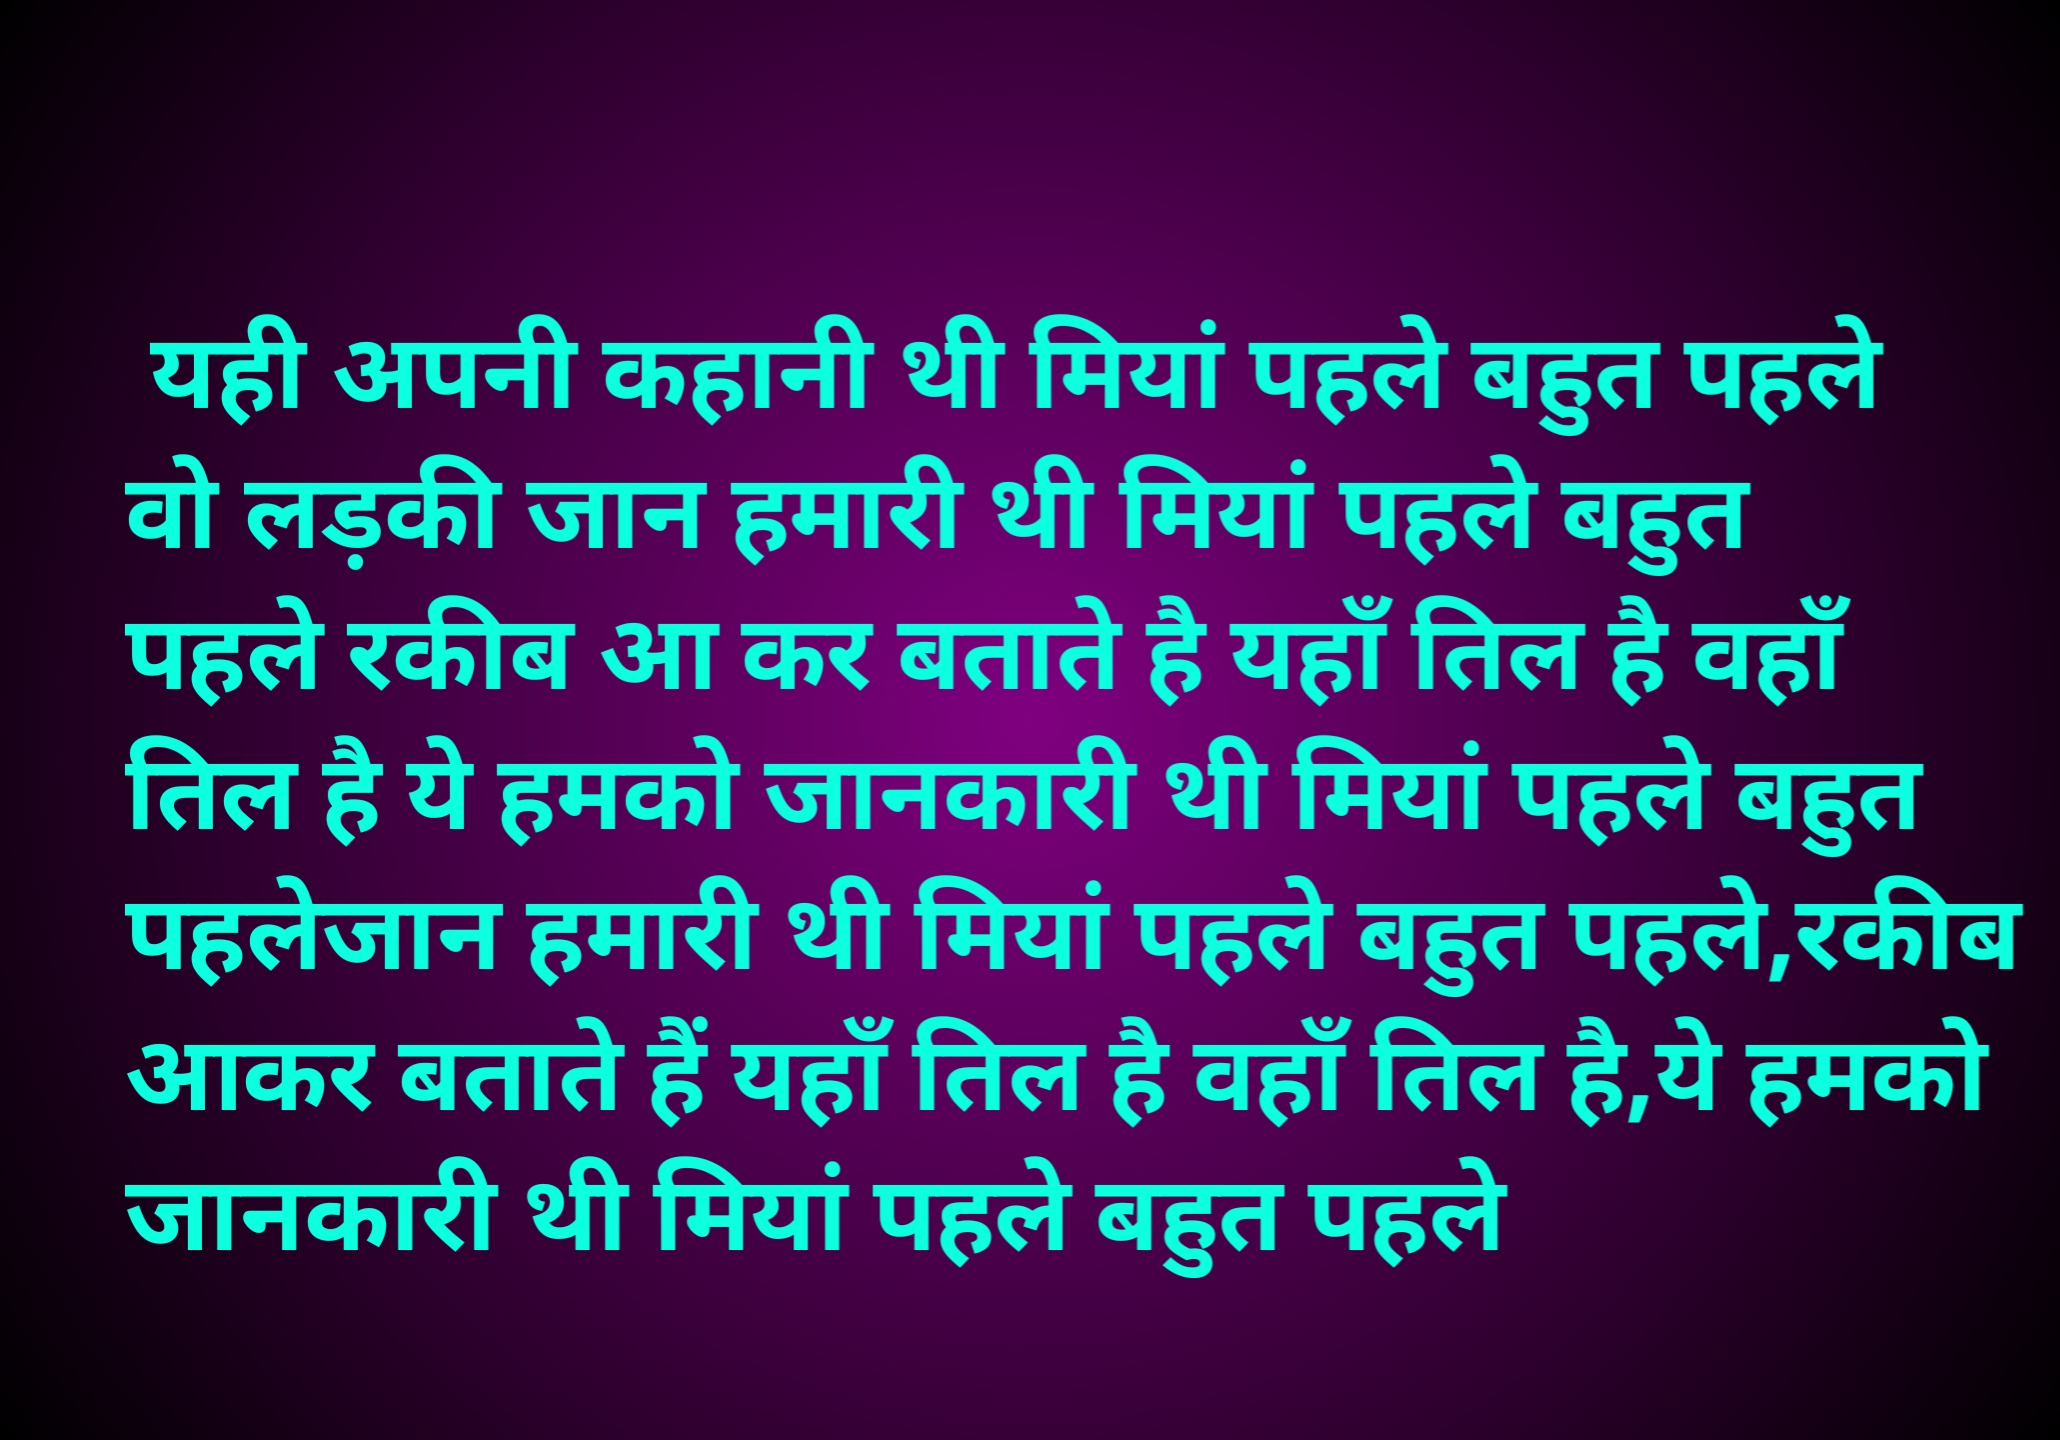 यही अपनी कहानी थी मियां पहले बहुत पहले
वो लड़की जान हमारी थी मियां पहले बहुत
पहले रकीब आ कर बताते है यहाँ तिल है वहाँ
तिल है ये हमको जानकारी थी मियां पहले बहुत
पहलेजान हमारी थी मियां पहले बहुत पहले,रकीब
आकर बताते हैं यहाँ तिल है वहाँ तिल है,ये हमको
जानकारी थी मियां पहले बहुत पहले